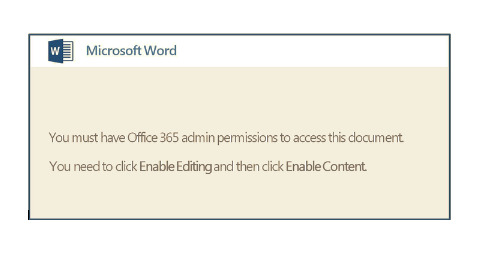 W
Microsoft Word
You must have Office 365 admin permissions to access this document.
You need to click Enable Editing and then click Enable Content.